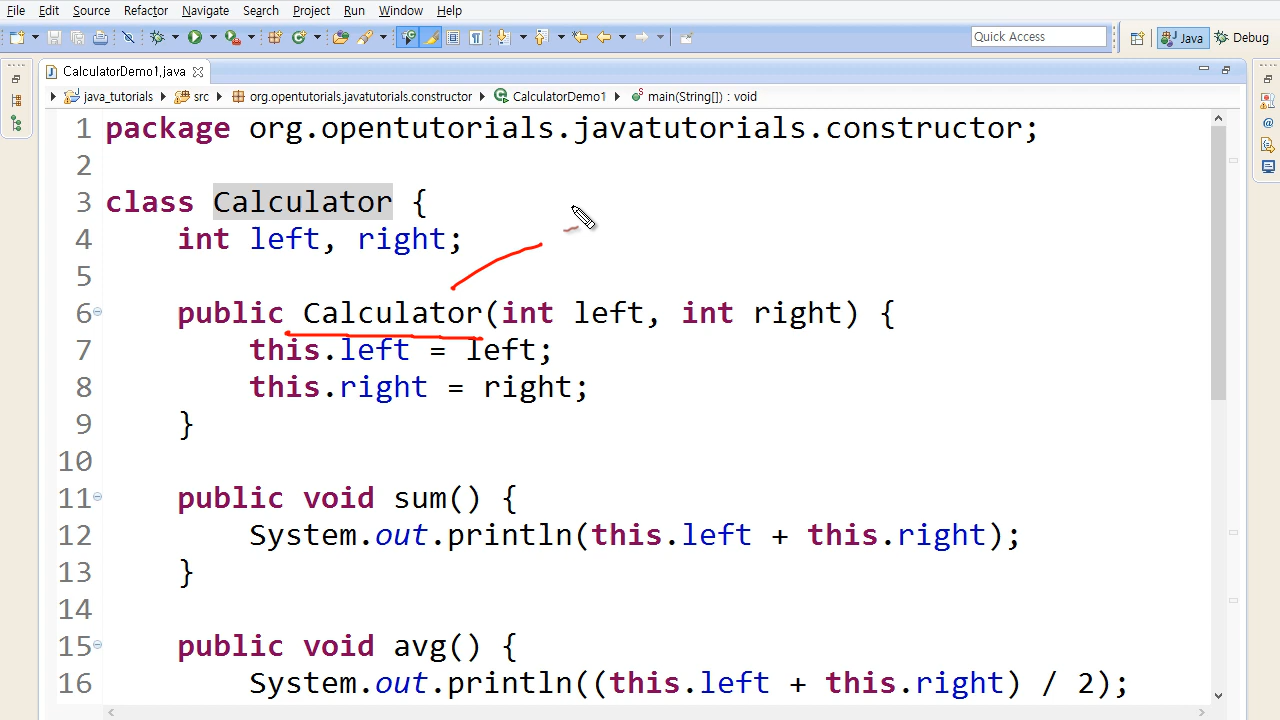 File Edit Source Refactor Navigate Search Project Run Window Help
Quick Access Java Debug
CalculatorDemo1.java
java_tutorials src org.opentutorials.javatutorials.constructor CalculatorDemo1 main(String[]) : void
1 package org.opentutorials.javatutorials.constructor;
2
3 class Calculator {
4 int left, right;
5
6 public Calculator(int left, int right) {
7 this.left = left;
8 this.right = right;
9 }
10
11 public void sum() {
12 System.out.println(this.left + this.right);
13 }
14
15 public void avg() {
16 System.out.println((this.left + this.right) / 2);